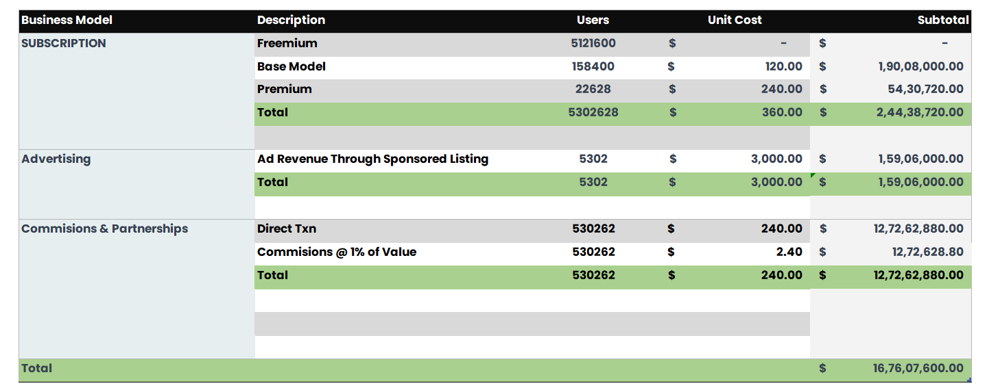 Business Model Description Users Unit Cost Subtotal
SUBSCRIPTION Freemium 5121600 $ - $ -
Base Model 158400 $ 120.00 $ 1,90,08,000.00
Premium 22628 $ 240.00 $ 54,30,720.00
Total 5302628 $ 360.00 $ 2,44,38,720.00
Advertising Ad Revenue Through Sponsored Listing 5302 $ 3,000.00 $ 1,59,06,000.00
Total 5302 $ 3,000.00 $ 1,59,06,000.00
Commisions & Partnerships Direct Txn 530262 $ 240.00 $ 12,72,62,880.00
Commisions @ 1% of Value 530262 $ 2.40 $ 12,72,628.80
Total 530262 $ 240.00 $ 12,72,62,880.00
Total $ 16,76,07,600.00